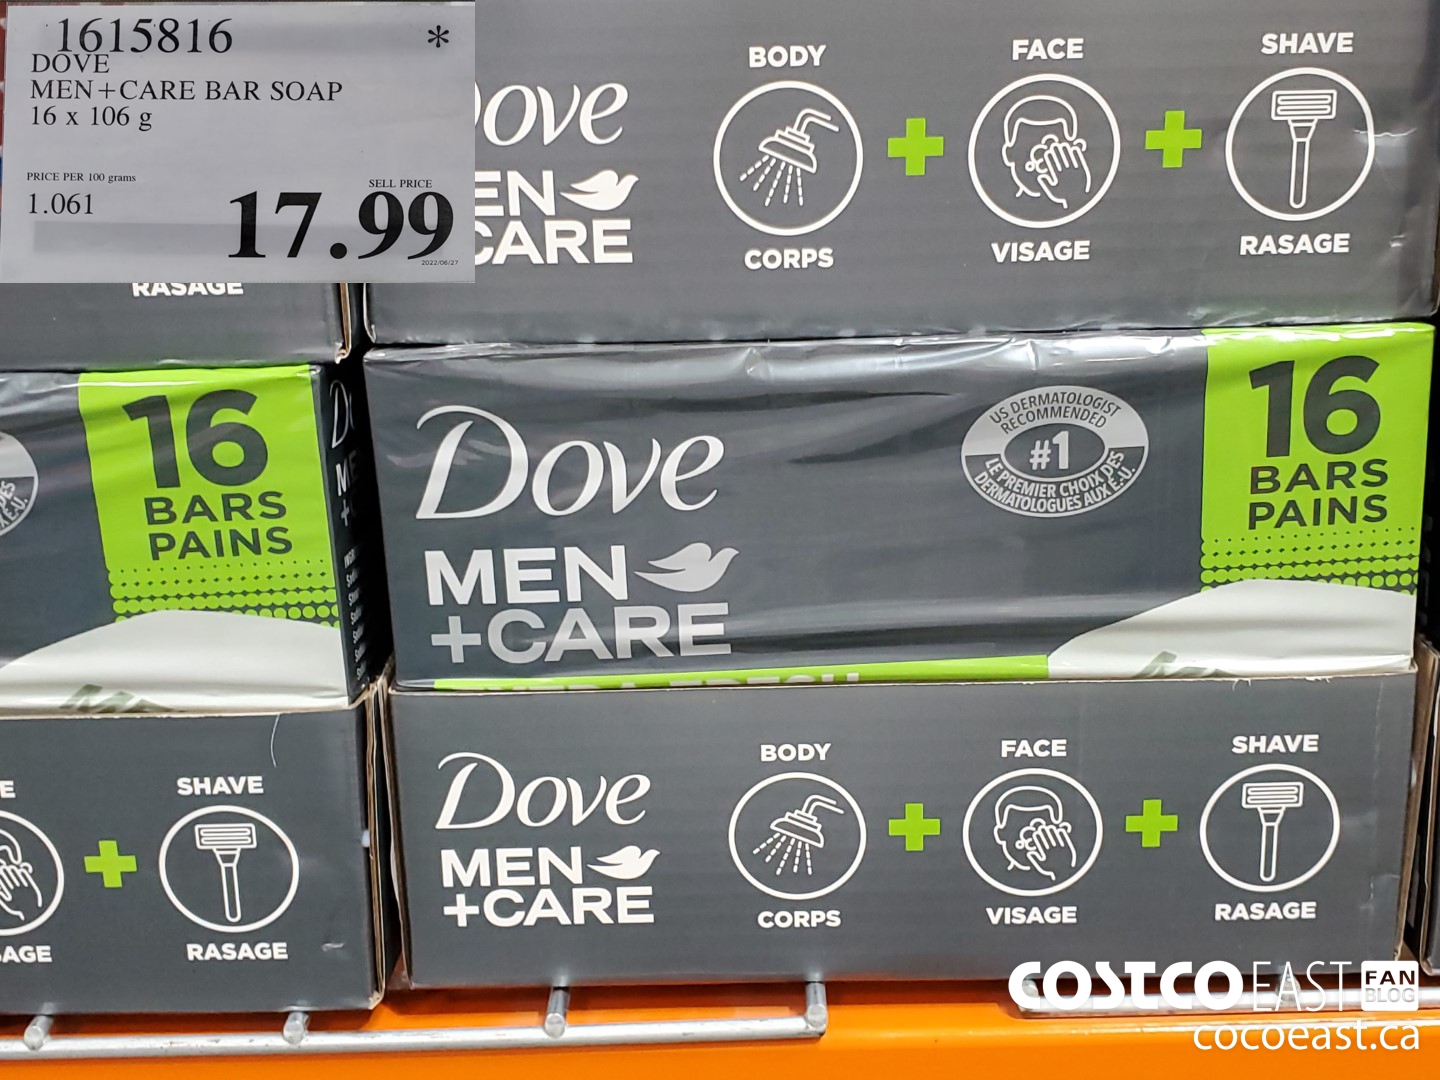 1615816 *
DOVE
MEN+CARE BAR SOAP
16 x 106 g
PRICE PER 100 grams
1.061
SELL PRICE
17.99
2022/06/27
Dove
MEN
+CARE
BODY
CORPS
FACE
VISAGE
SHAVE
RASAGE
RASAGE
16
BARS
PAINS
Dove
MEN
+CARE
US DERMATOLOGIST
RECOMMENDED
#1
LE PREMIER CHOIX DES
DERMATOLOGUES AUX É.-U.
16
BARS
PAINS
SHAVE
RASAGE
Dove
MEN
+CARE
BODY
CORPS
FACE
VISAGE
SHAVE
RASAGE
COSTCO EAST FAN
BLOG
cocoeast.ca